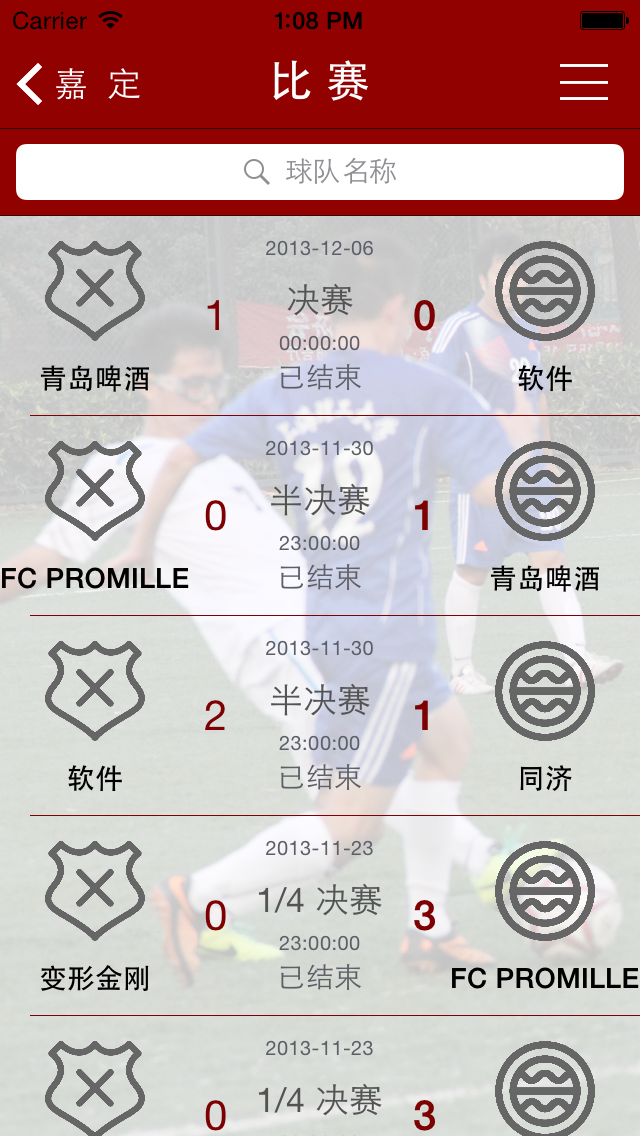 Carrier 1:08 PM
嘉 定 比 赛
球队名称
2013-12-06
1 决赛 0
00:00:00
青岛啤酒 已结束 软件
2013-11-30
0 半决赛 1
23:00:00
FC PROMILLE 已结束 青岛啤酒
2013-11-30
2 半决赛 1
23:00:00
软件 已结束 同济
2013-11-23
0 1/4 决赛 3
23:00:00
变形金刚 已结束 FC PROMILLE
2013-11-23
0 1/4 决赛 3
12